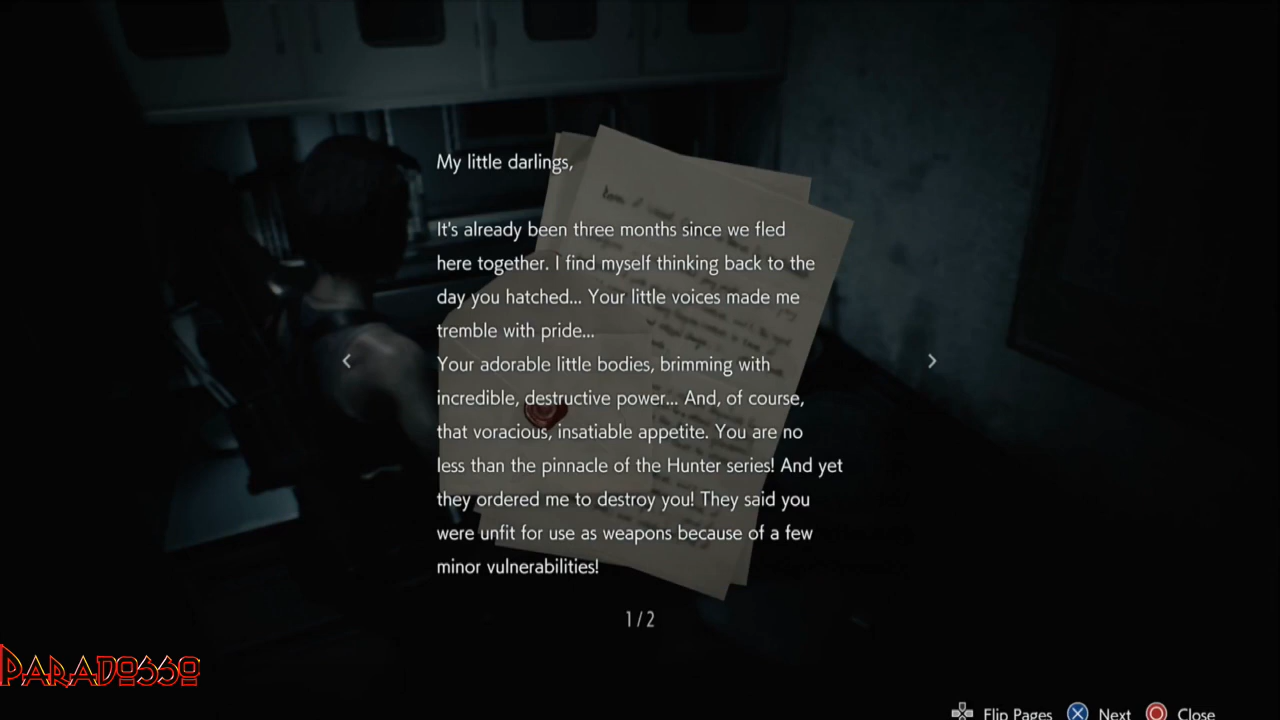 My little darlings,
It's already been three months since we fled
here together. I find myself thinking back to the
day you hatched... Your little voices made me
tremble with pride...
Your adorable little bodies, brimming with
incredible, destructive power... And, of course,
that voracious, insatiable appetite. You are no
less than the pinnacle of the Hunter series! And yet
they ordered me to destroy you! They said you
were unfit for use as weapons because of a few
minor vulnerabilities!
1 / 2
PARADOSSO
Flip Pages Next Close